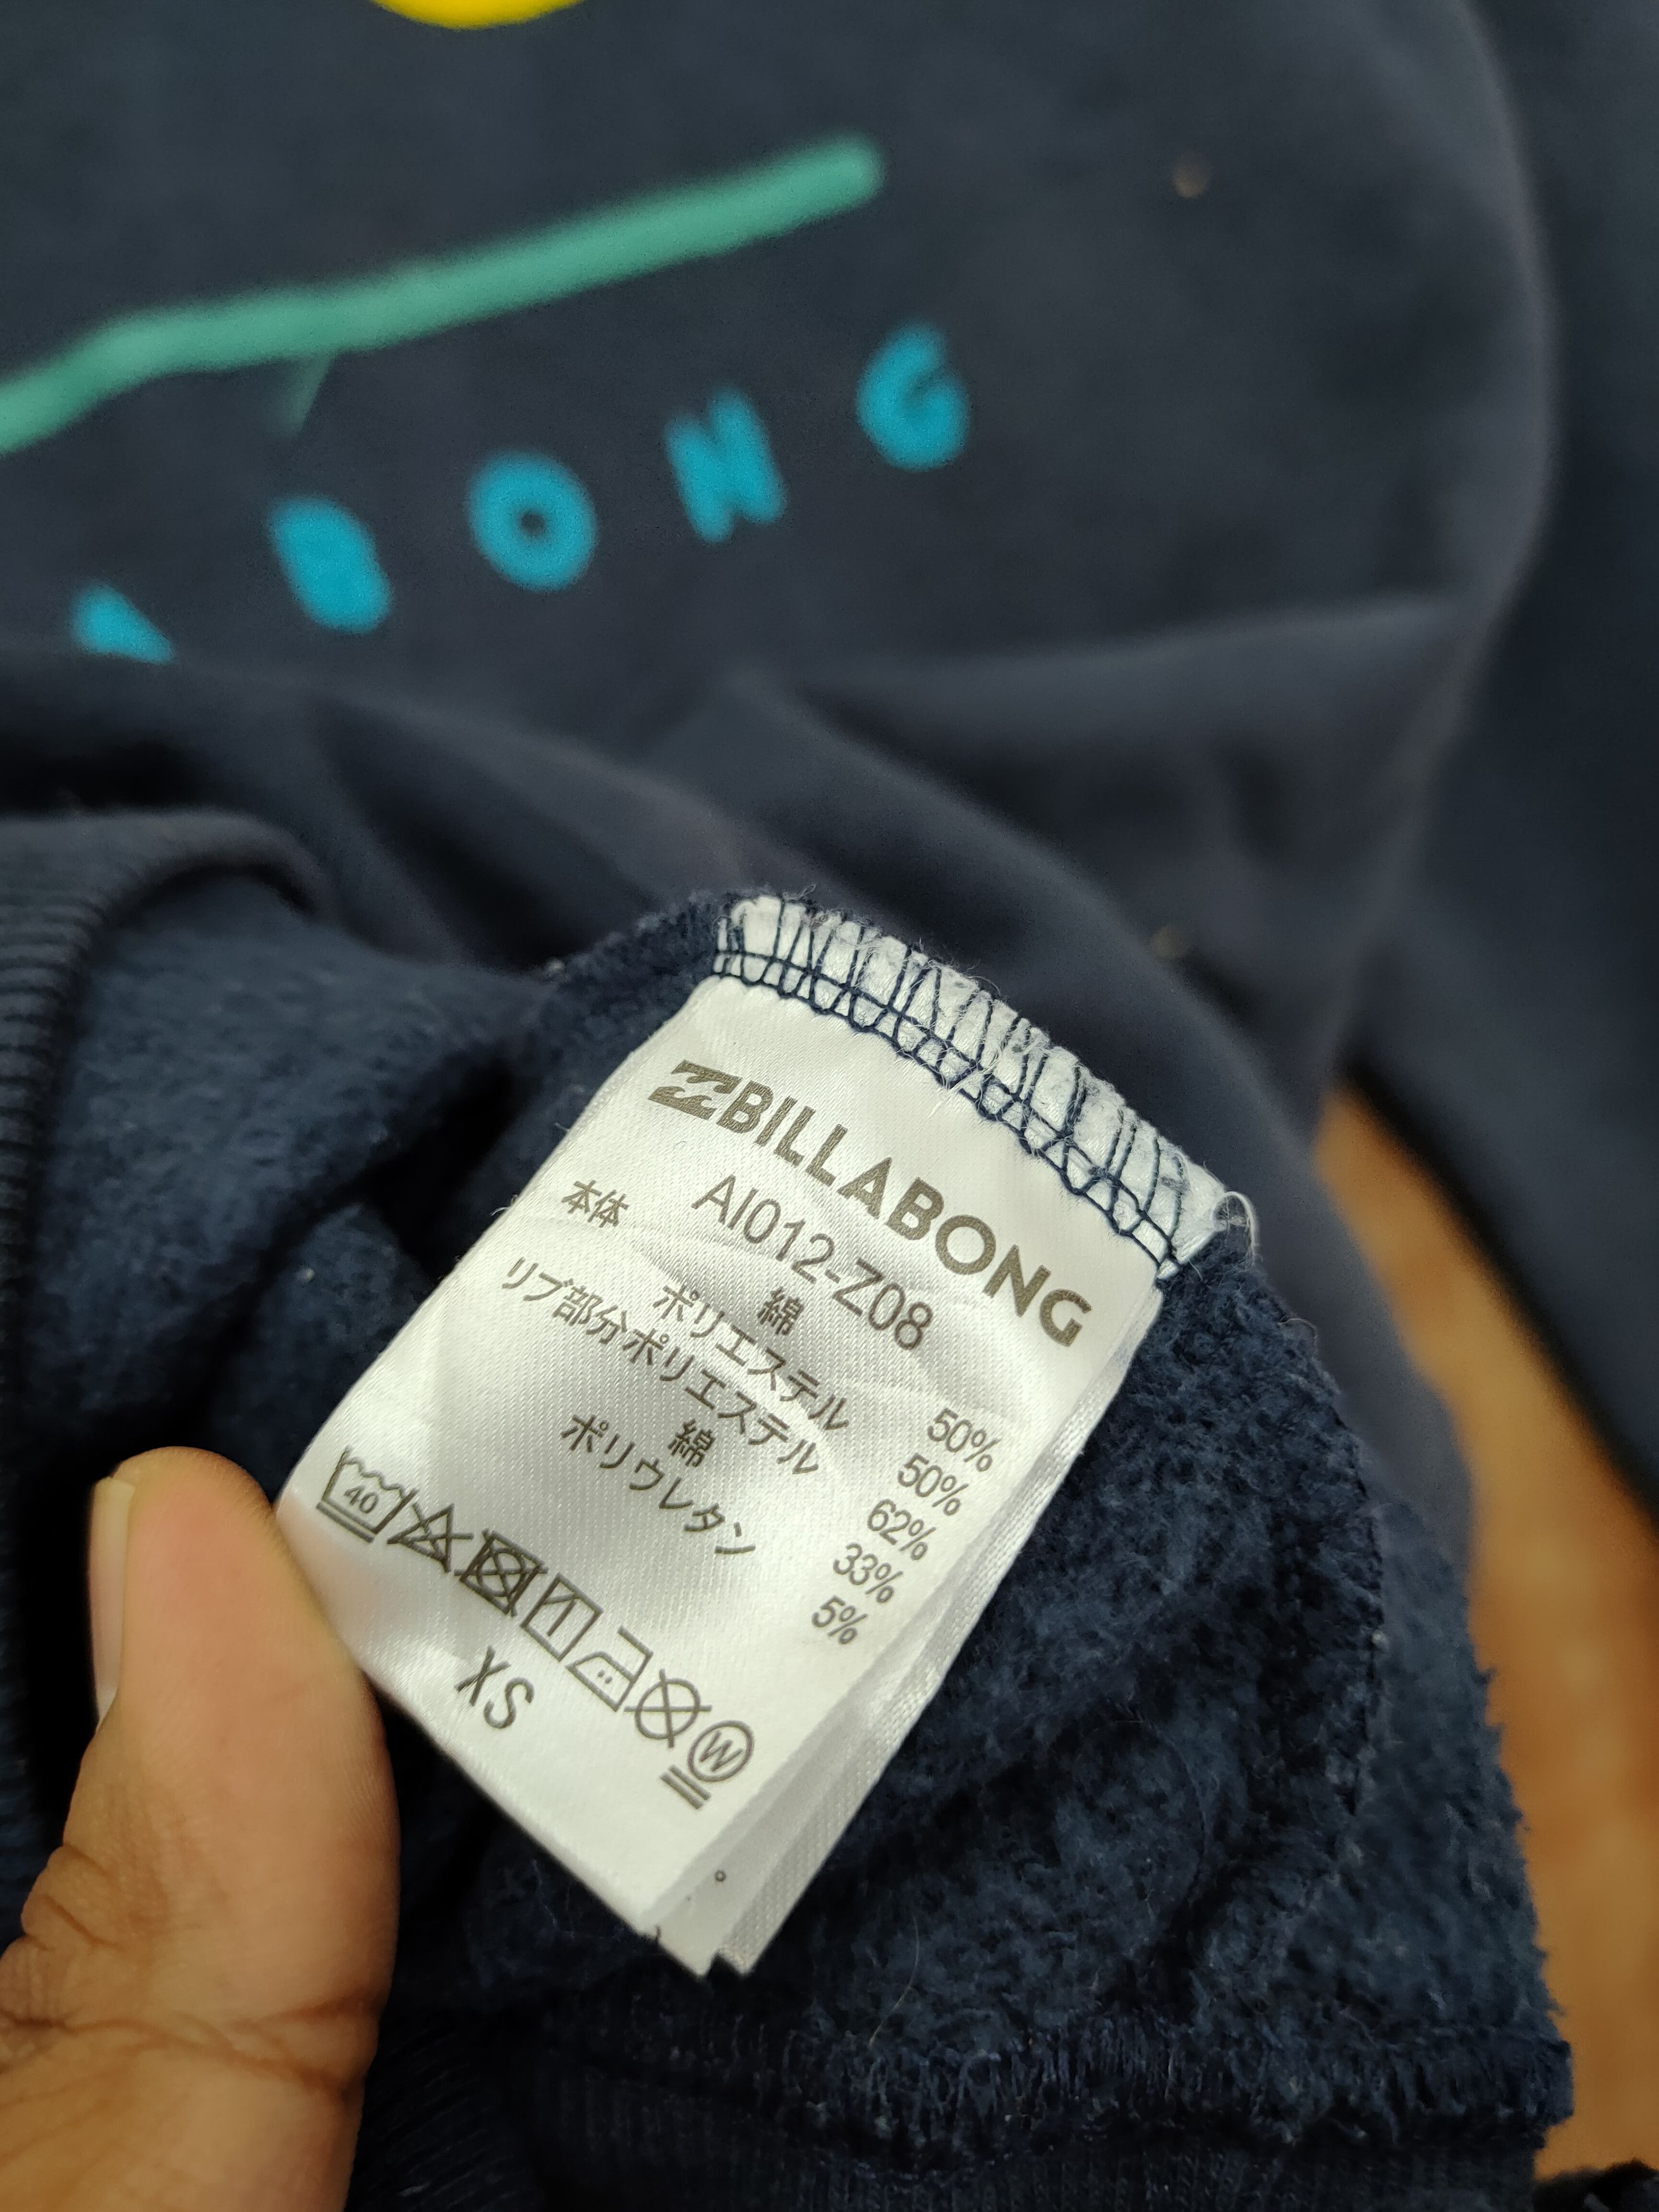 ABONG
BILLABONG
AI012-Z08
本体 綿 50%
ポリエステル 50%
リブ部分ポリエステル 62%
綿 33%
ポリウレタン 5%
40
W
XS